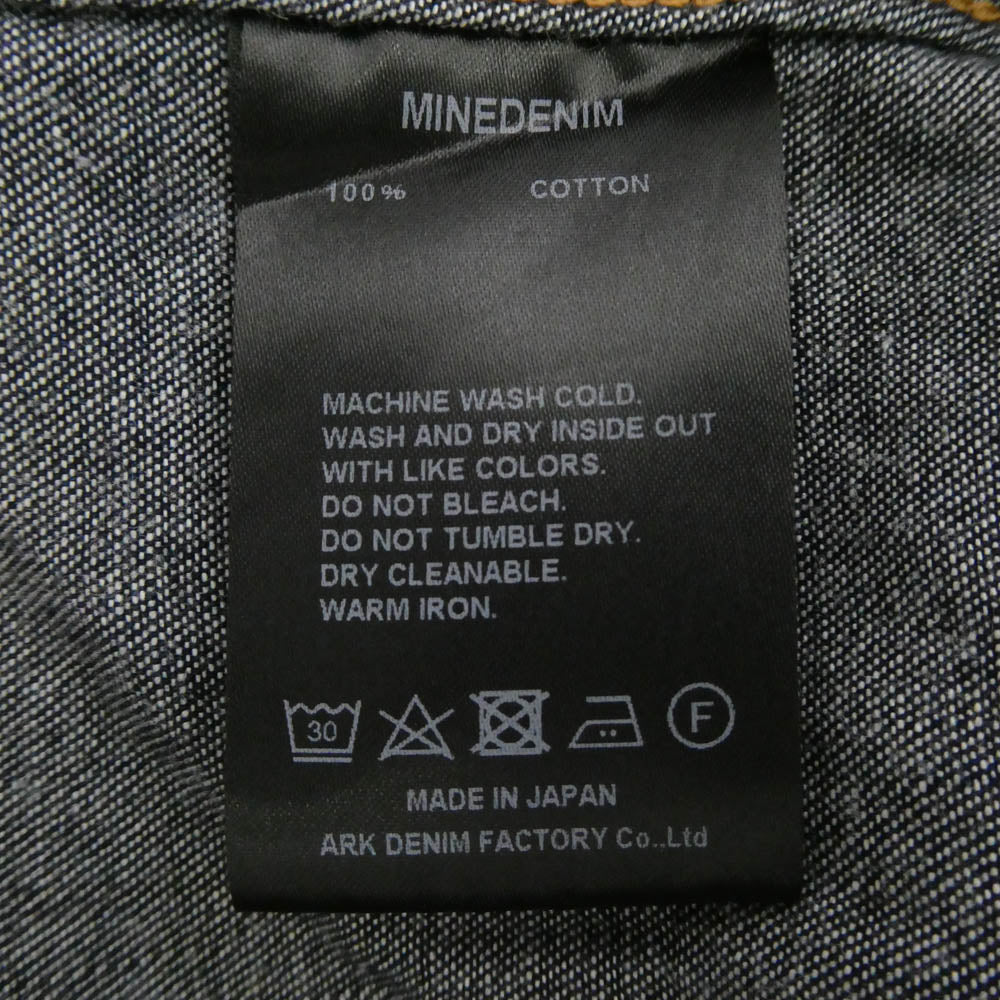 MINEDENIM
100% COTTON
MACHINE WASH COLD.
WASH AND DRY INSIDE OUT
WITH LIKE COLORS.
DO NOT BLEACH.
DO NOT TUMBLE DRY.
DRY CLEANABLE.
WARM IRON.
30 F
MADE IN JAPAN
ARK DENIM FACTORY Co.,Ltd